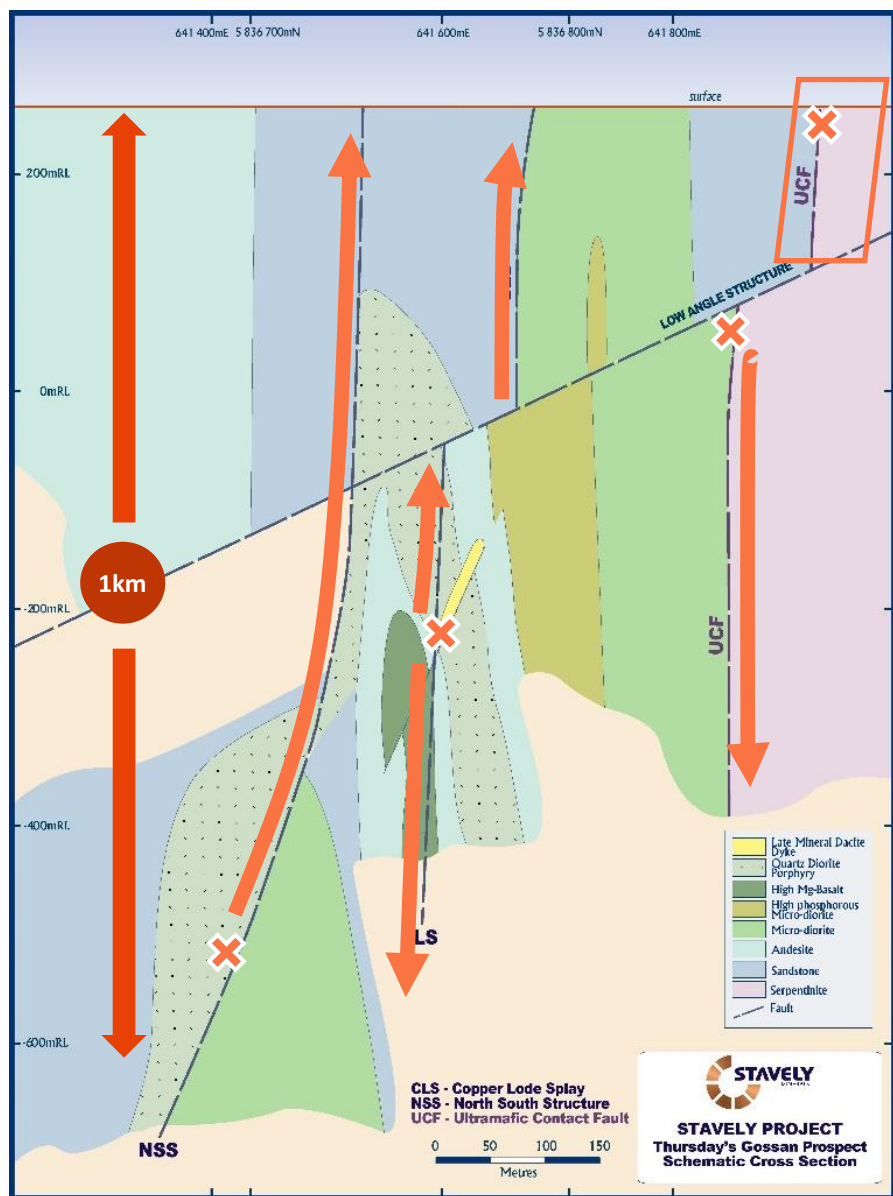 641 400mE 5 836 700mN 641 600mE 5 836 800mN 641 800mE
surface
200mRL
UCF
LOW ANGLE STRUCTURE
0mRL
1km
-200mRL
UCF
-400mRL
Late Mineral Dacite
Dyke
Quartz Diorite
Porphyry
High Mg-Basalt
High phosphorous
Micro-diorite
Micro-diorite
Andesite
Sandstone
Serpentinite
Fault
LS
-600mRL
NSS
CLS - Copper Lode Splay
NSS - North South Structure
UCF - Ultramafic Contact Fault
0 50 100 150
Metres
STAVELY
MINERALS
STAVELY PROJECT
Thursday's Gossan Prospect
Schematic Cross Section